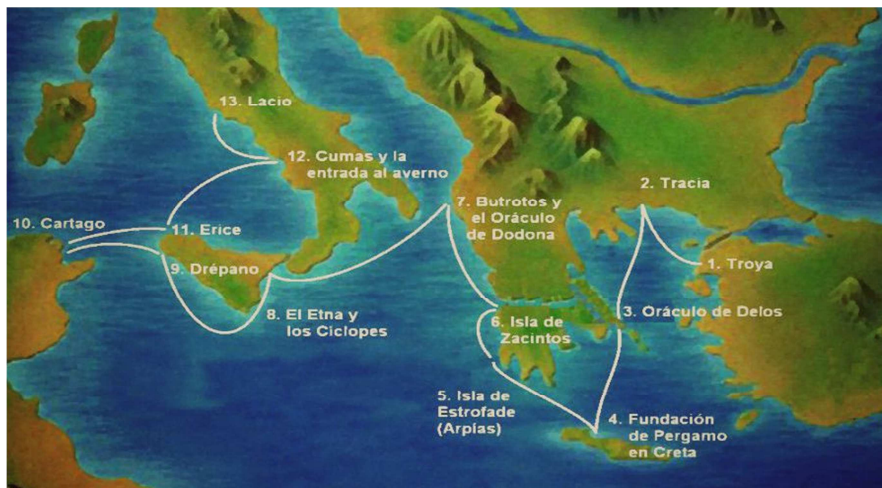 1. Troya
2. Tracia
3. Oráculo de Delos
4. Fundación
de Pergamo
en Creta
5. Isla de
Estrofade
(Arpías)
6. Isla de
Zacintos
7. Butrotos y
el Oráculo
de Dodona
8. El Etna y
los Ciclopes
9. Drépano
10. Cartago
11. Erice
12. Cumas y la
entrada al averno
13. Lacio